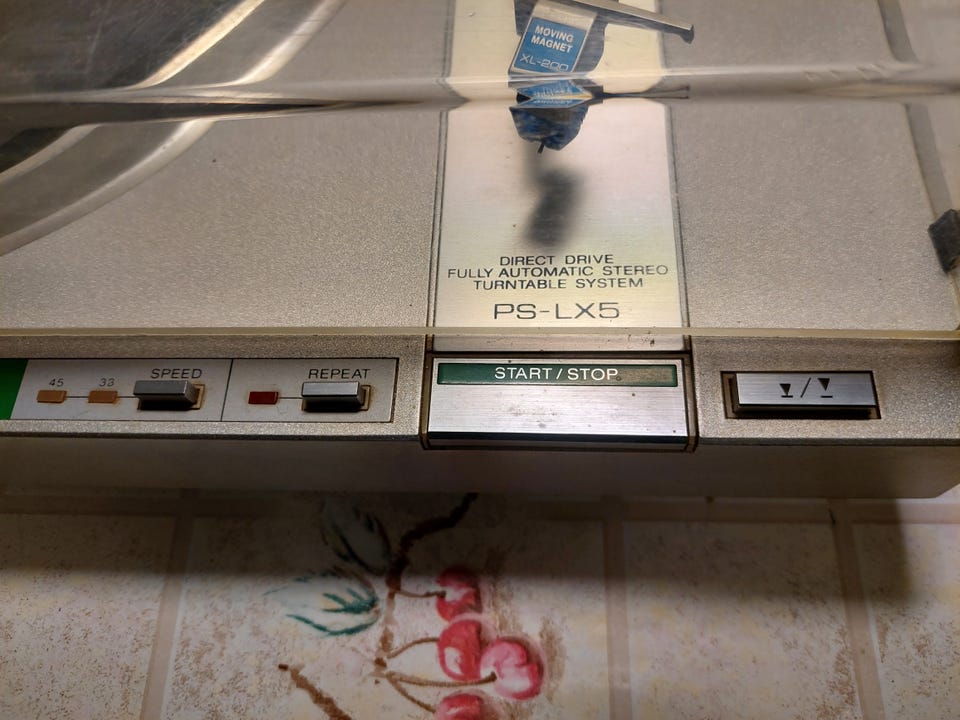 MOVING
MAGNET
XL-200
DIRECT DRIVE
FULLY AUTOMATIC STEREO
TURNTABLE SYSTEM
PS-LX5
45 33 SPEED
REPEAT
START / STOP